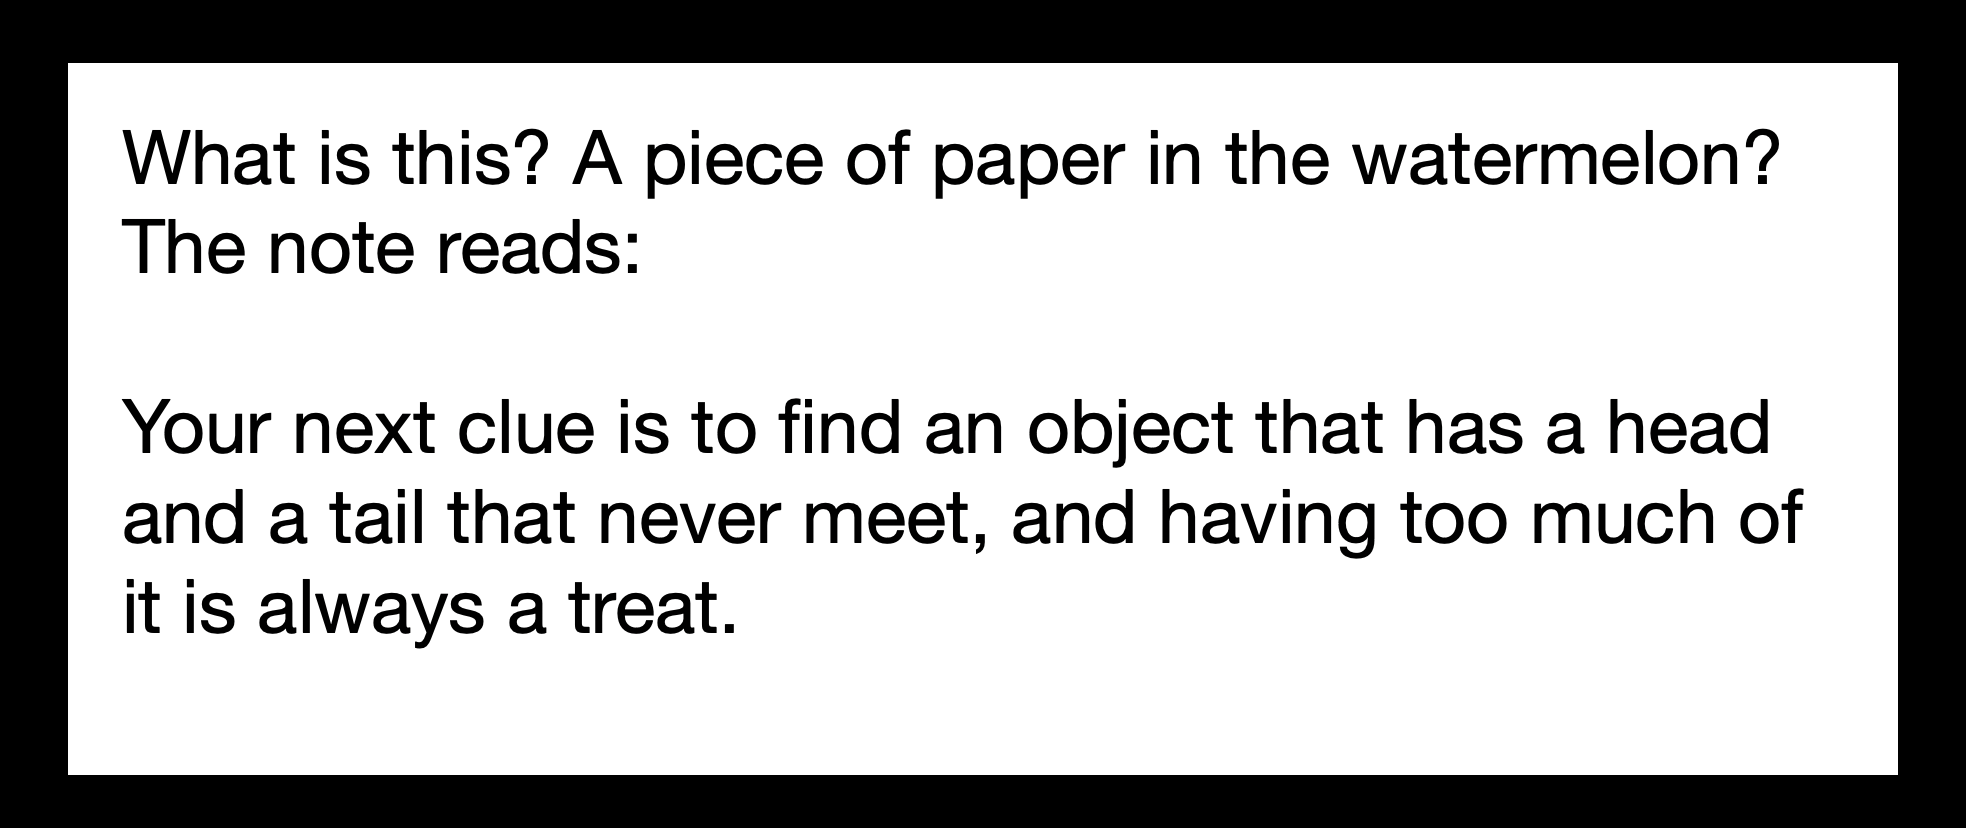 What is this? A piece of paper in the watermelon?
The note reads:
Your next clue is to find an object that has a head
and a tail that never meet, and having too much of
it is always a treat.